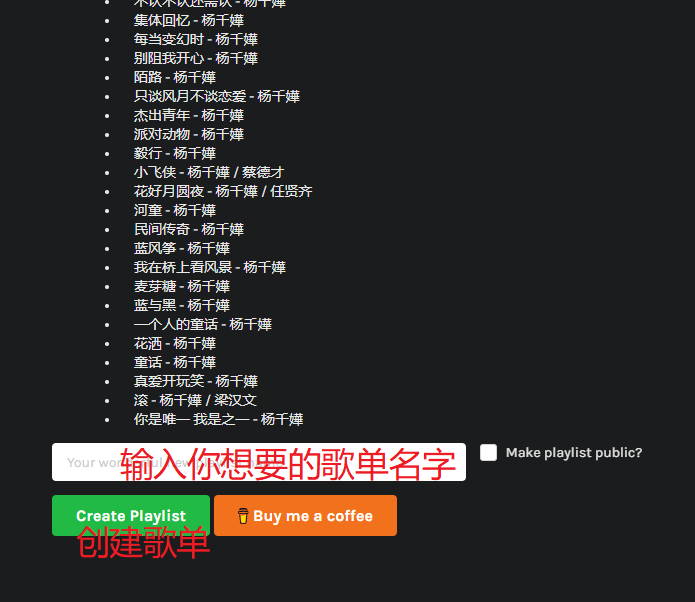 不认不认还需认 - 杨千嬅
集体回忆 - 杨千嬅
每当变幻时 - 杨千嬅
别阻我开心 - 杨千嬅
陌路 - 杨千嬅
只谈风月不谈恋爱 - 杨千嬅
杰出青年 - 杨千嬅
派对动物 - 杨千嬅
毅行 - 杨千嬅
小飞侠 - 杨千嬅 / 蔡德才
花好月圆夜 - 杨千嬅 / 任贤齐
河童 - 杨千嬅
民间传奇 - 杨千嬅
蓝风筝 - 杨千嬅
我在桥上看风景 - 杨千嬅
麦芽糖 - 杨千嬅
蓝与黑 - 杨千嬅
一个人的童话 - 杨千嬅
花洒 - 杨千嬅
童话 - 杨千嬅
真爱开玩笑 - 杨千嬅
滚 - 杨千嬅 / 梁汉文
你是唯一 我是之一 - 杨千嬅
输入你想要的歌单名字
Make playlist public?
Create Playlist
Buy me a coffee
创建歌单